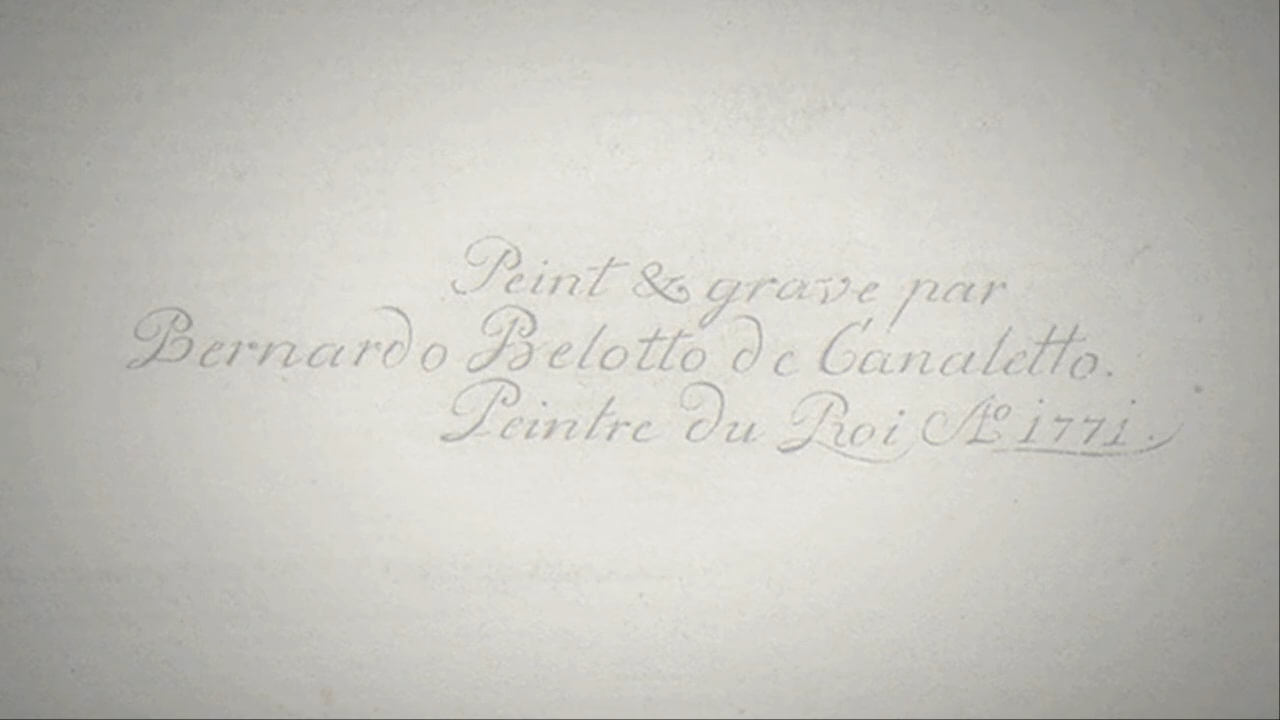 Peint & grave par
Bernardo Belotto de Canaletto.
Peintre du Roi Aº 1771.